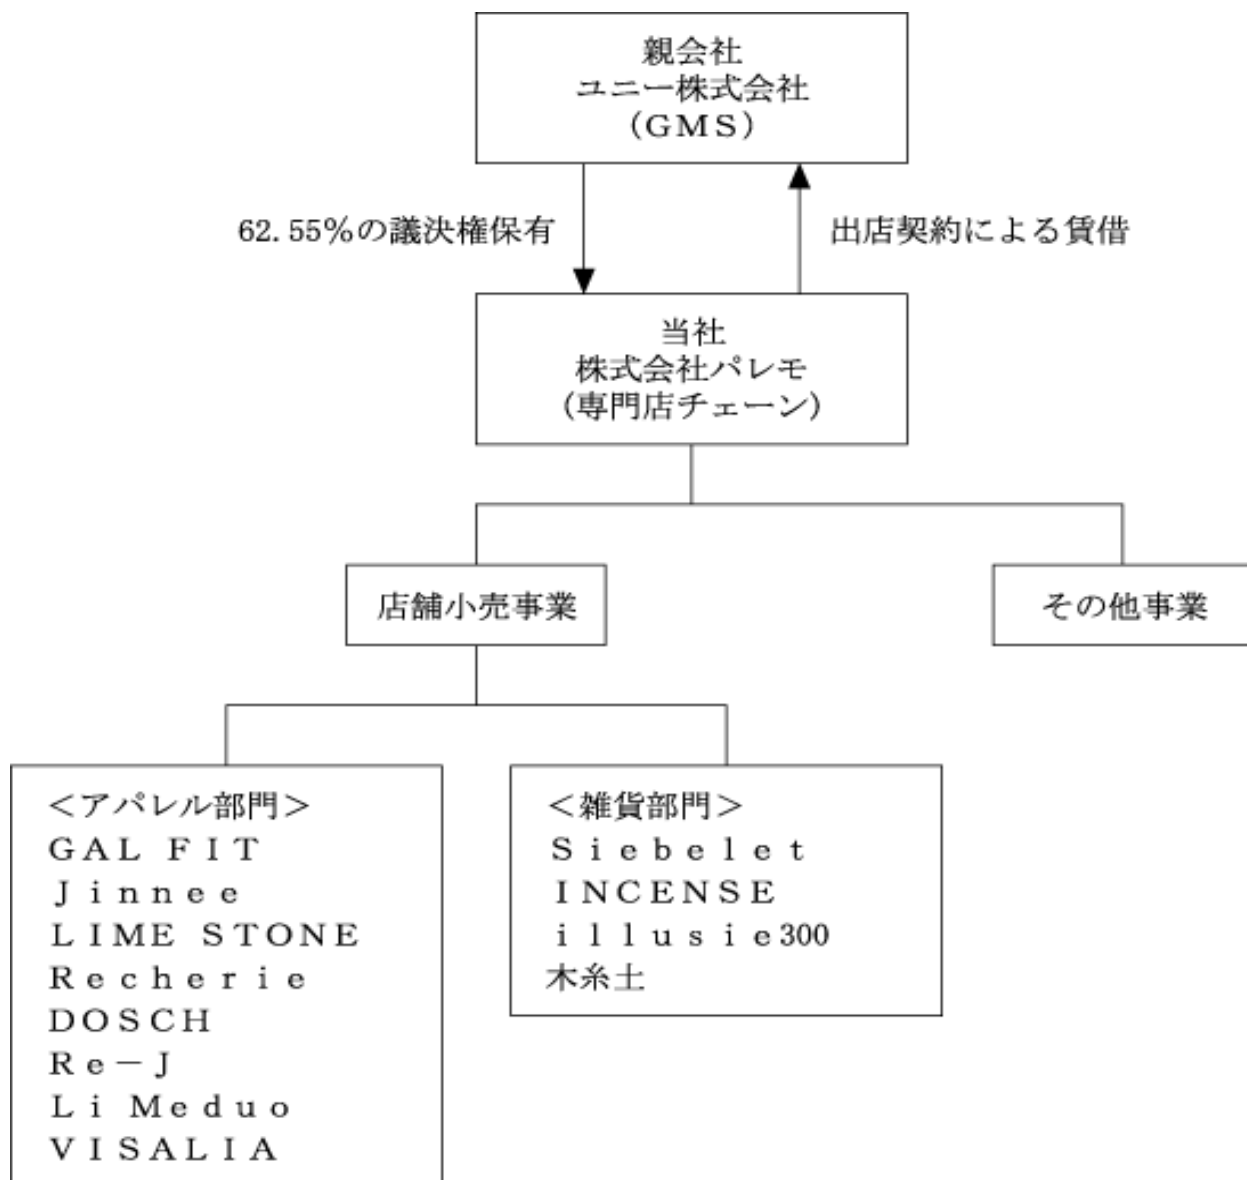 親会社
ユニー株式会社
(GMS)
62.55%の議決権保有
出店契約による賃借
当社
株式会社パレモ
(専門店チェーン)
店舗小売事業
その他事業
<アパレル部門>
GAL FIT
Jinnee
LIME STONE
Recherie
DOSCH
Re-J
Li Meduo
VISALIA
<雑貨部門>
Siebelet
INCENSE
illusie300
木糸土